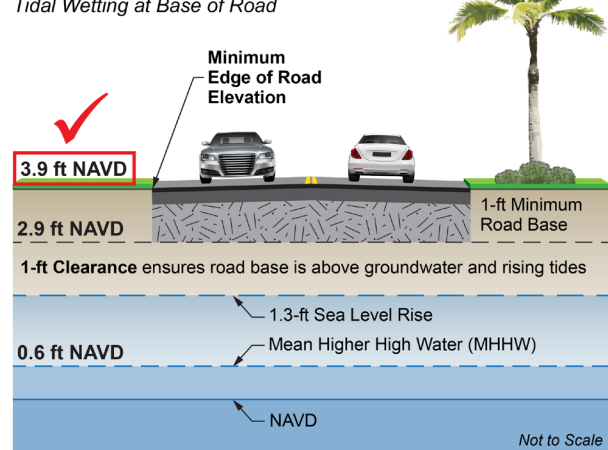 Tidal Wetting at Base of Road
Minimum
Edge of Road
Elevation
3.9 ft NAVD
1-ft Minimum
Road Base
2.9 ft NAVD
1-ft Clearance ensures road base is above groundwater and rising tides
1.3-ft Sea Level Rise
Mean Higher High Water (MHHW)
0.6 ft NAVD
NAVD
Not to Scale